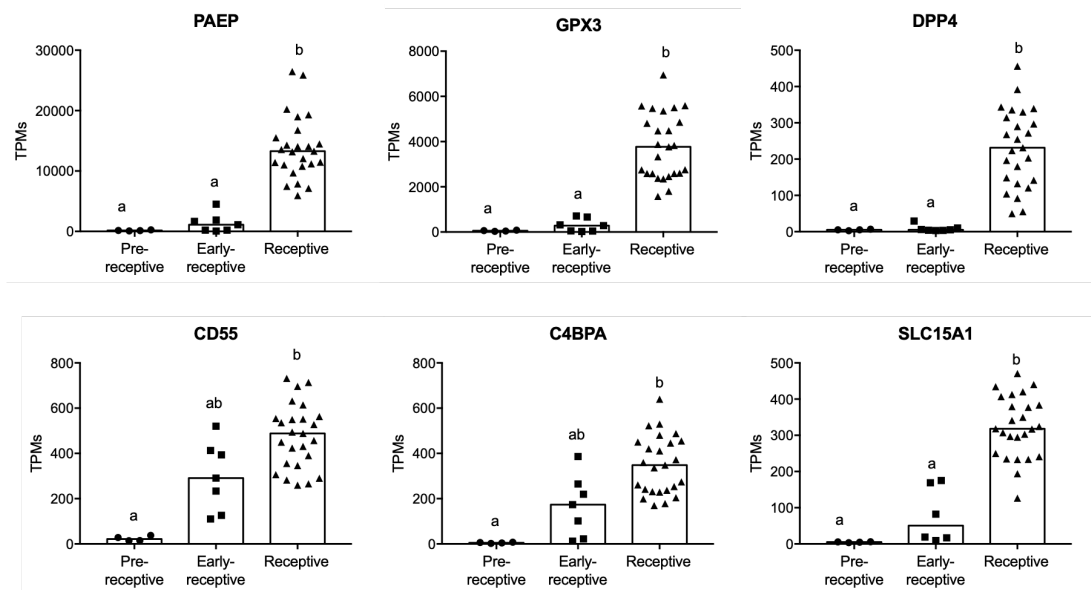 PAEP
30000
20000
10000
0
TPMs
a
a
b
Pre-
receptive
Early-
receptive
Receptive
GPX3
8000
6000
4000
2000
0
TPMs
a
a
b
Pre-
receptive
Early-
receptive
Receptive
DPP4
500
400
300
200
100
0
TPMs
a
a
b
Pre-
receptive
Early-
receptive
Receptive
CD55
800
600
400
200
0
TPMs
a
ab
b
Pre-
receptive
Early-
receptive
Receptive
C4BPA
800
600
400
200
0
TPMs
a
ab
b
Pre-
receptive
Early-
receptive
Receptive
SLC15A1
500
400
300
200
100
0
TPMs
a
a
b
Pre-
receptive
Early-
receptive
Receptive